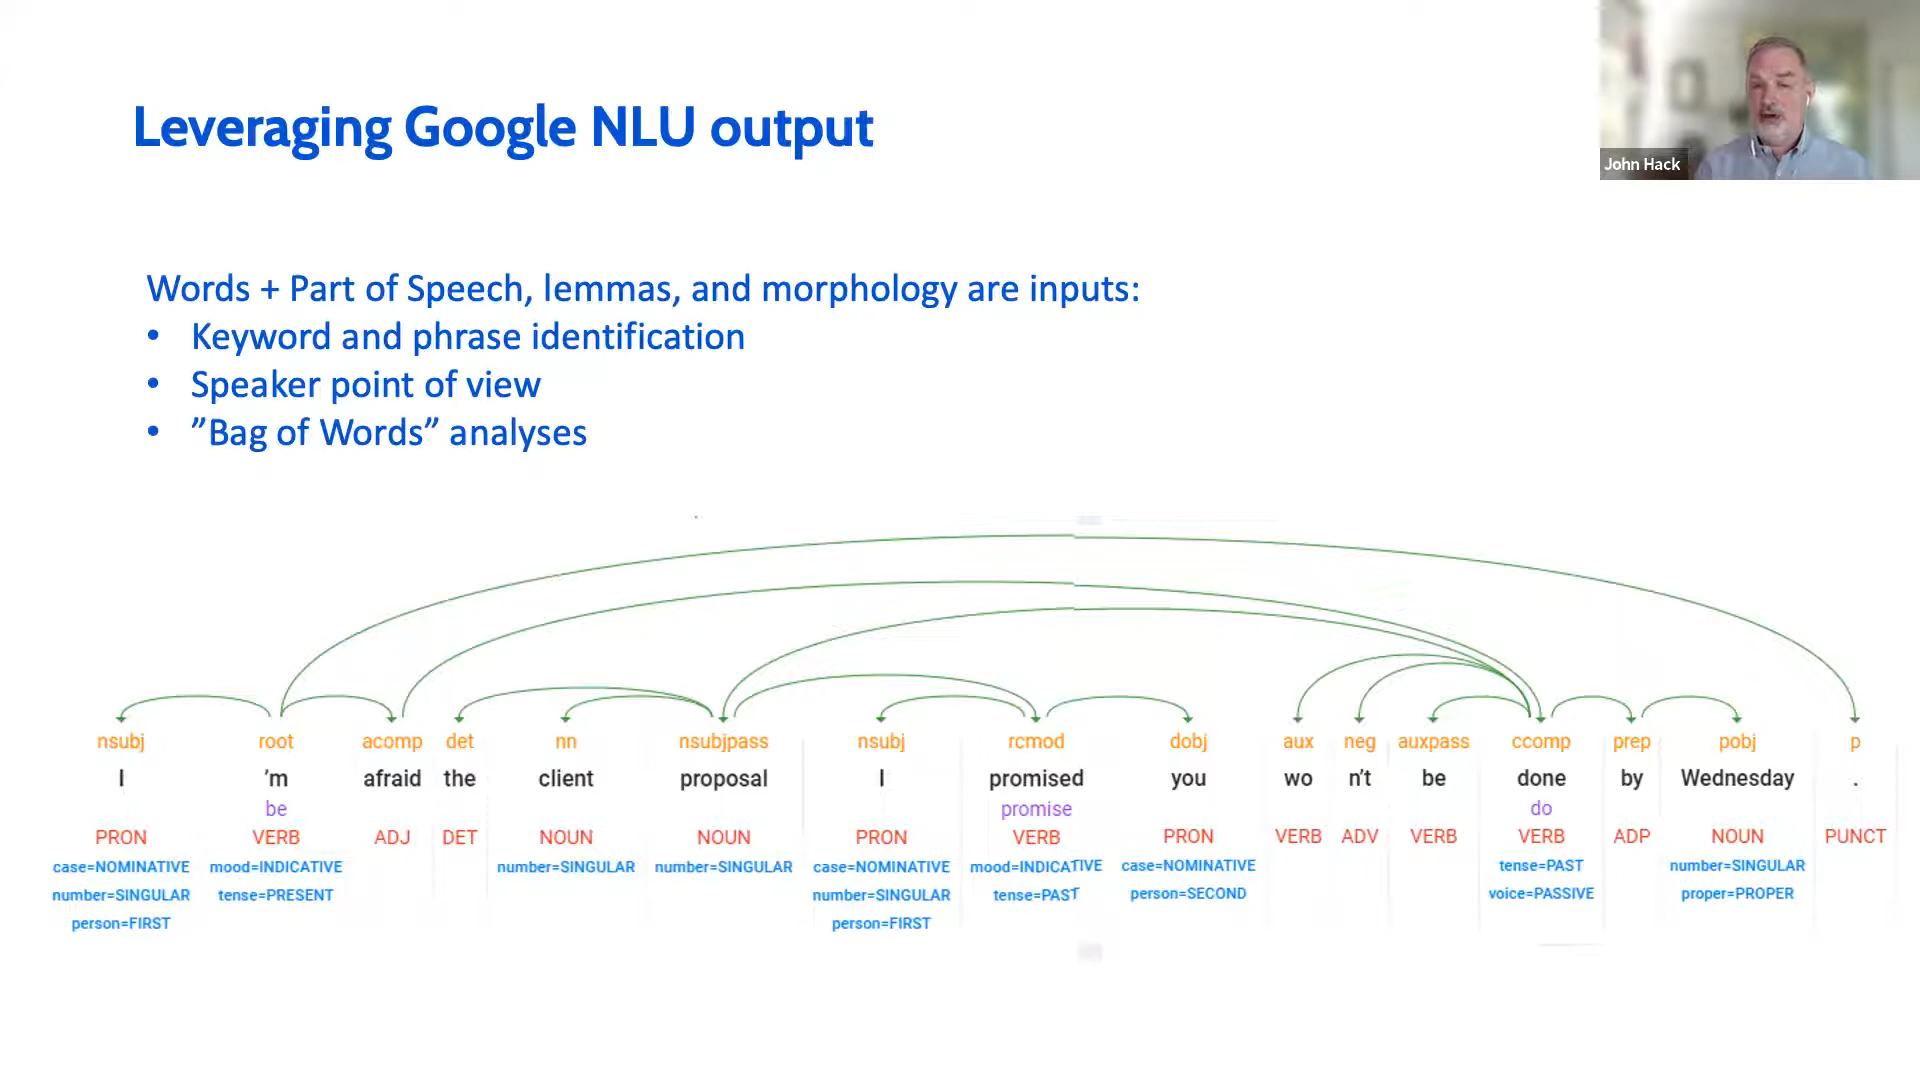 Leveraging Google NLU output
John Hack
Words + Part of Speech, lemmas, and morphology are inputs:
• Keyword and phrase identification
• Speaker point of view
• ”Bag of Words” analyses
nsubj root acomp det nn nsubjpass nsubj rcmod dobj aux neg auxpass ccomp prep pobj p
I ’m afraid the client proposal I promised you wo n’t be done by Wednesday .
be promise do
PRON VERB ADJ DET NOUN NOUN PRON VERB PRON VERB ADV VERB VERB ADP NOUN PUNCT
case=NOMINATIVE mood=INDICATIVE number=SINGULAR number=SINGULAR case=NOMINATIVE mood=INDICATIVE case=NOMINATIVE tense=PAST number=SINGULAR
number=SINGULAR tense=PRESENT number=SINGULAR tense=PAST person=SECOND voice=PASSIVE proper=PROPER
person=FIRST person=FIRST